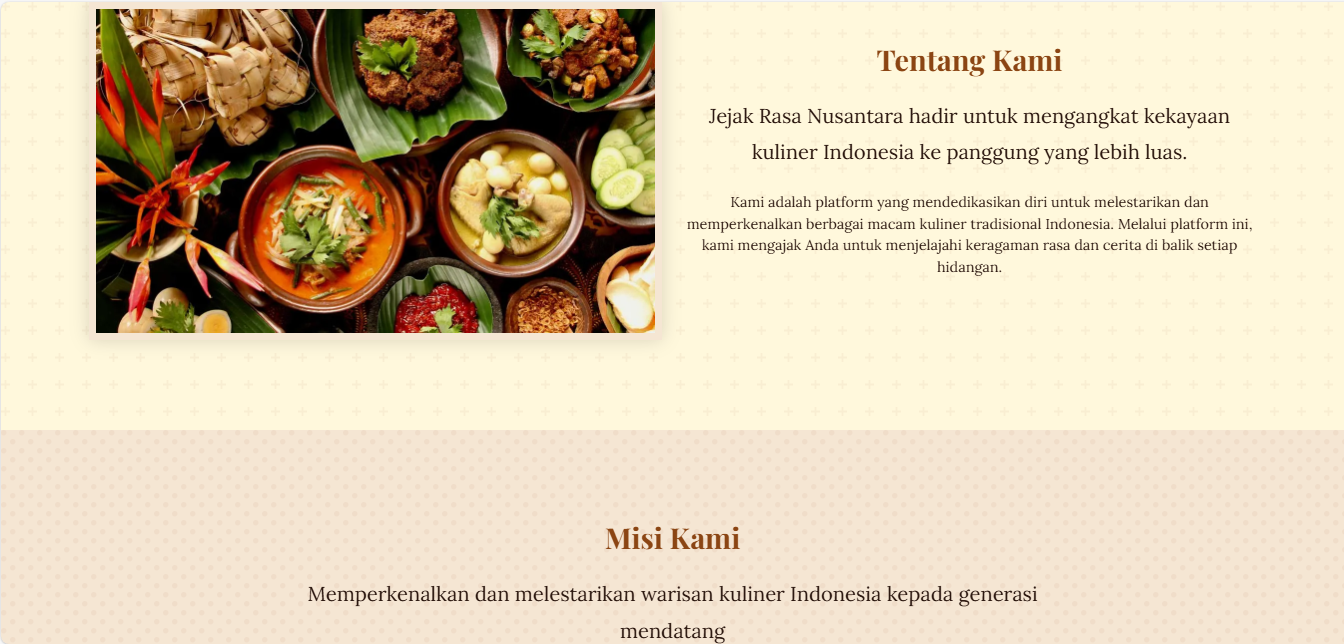 Tentang Kami
Jejak Rasa Nusantara hadir untuk mengangkat kekayaan
kuliner Indonesia ke panggung yang lebih luas.
Kami adalah platform yang mendedikasikan diri untuk melestarikan dan
memperkenalkan berbagai macam kuliner tradisional Indonesia. Melalui platform ini,
kami mengajak Anda untuk menjelajahi keragaman rasa dan cerita di balik setiap
hidangan.
Misi Kami
Memperkenalkan dan melestarikan warisan kuliner Indonesia kepada generasi
mendatang